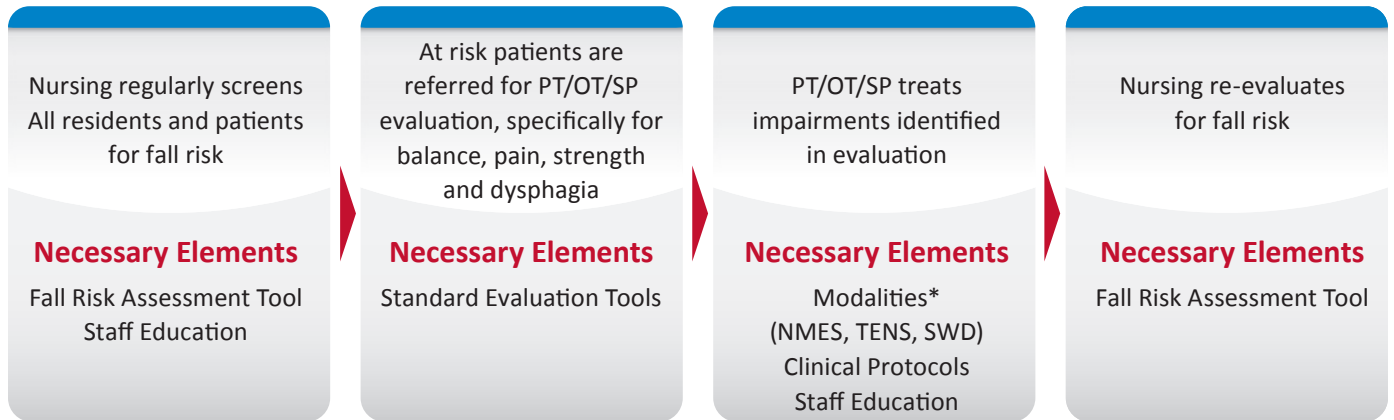 Nursing regularly screens
All residents and patients
for fall risk
Necessary Elements
Fall Risk Assessment Tool
Staff Education
At risk patients are
referred for PT/OT/SP
evaluation, specifically for
balance, pain, strength
and dysphagia
Necessary Elements
Standard Evaluation Tools
PT/OT/SP treats
impairments identified
in evaluation
Necessary Elements
Modalities*
(NMES, TENS, SWD)
Clinical Protocols
Staff Education
Nursing re-evaluates
for fall risk
Necessary Elements
Fall Risk Assessment Tool